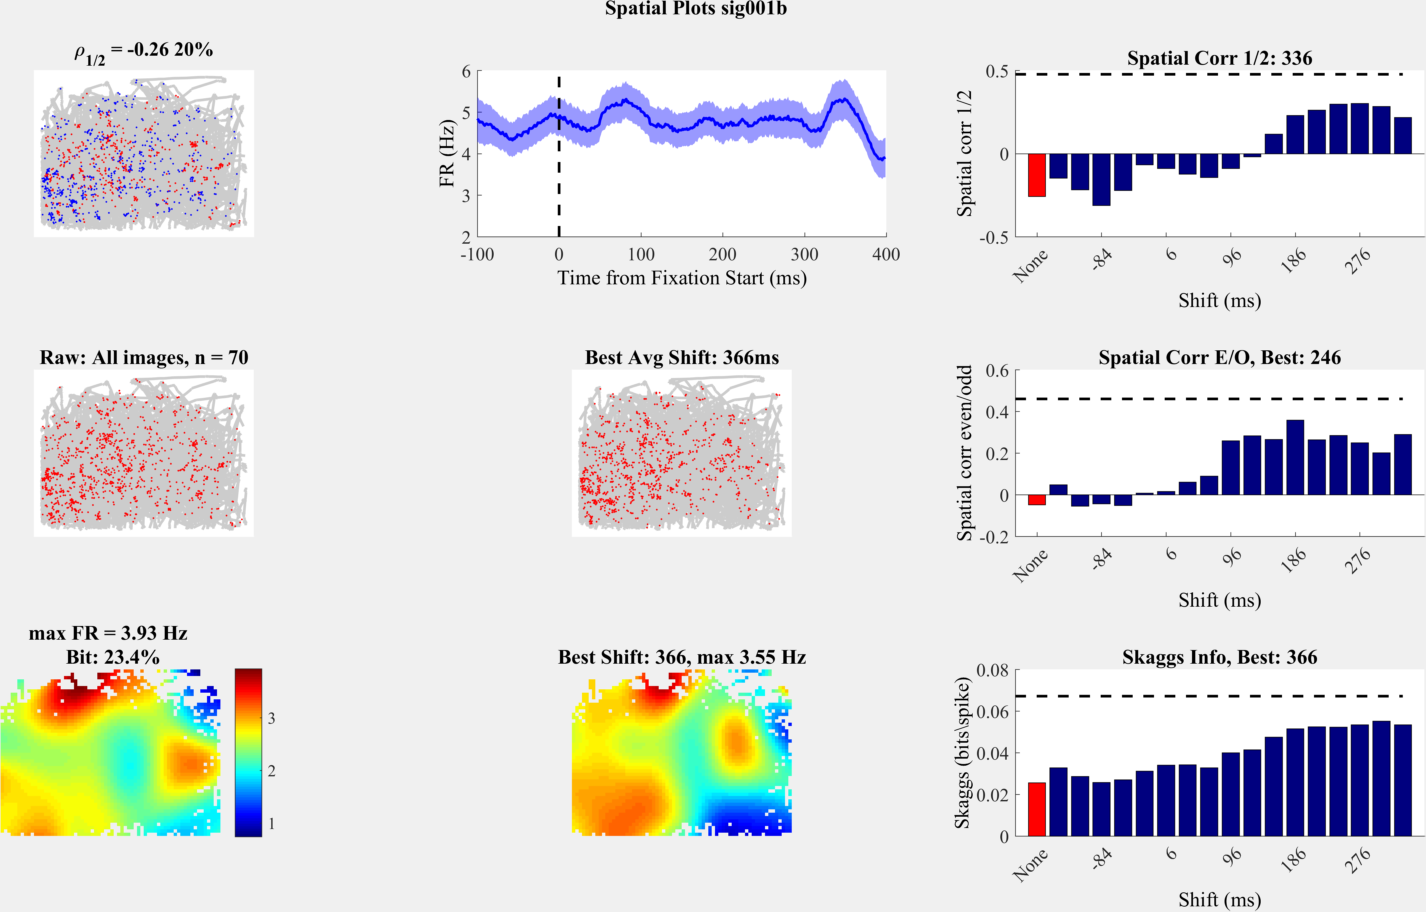 Spatial Plots sig001b
ρ1/2 = -0.26 20%
6
5
4
3
2
FR (Hz)
-100 0 100 200 300 400
Time from Fixation Start (ms)
Spatial Corr 1/2: 336
0.5
0
-0.5
Spatial corr 1/2
None -84 6 96 186 276
Shift (ms)
Raw: All images, n = 70
Best Avg Shift: 366ms
Spatial Corr E/O, Best: 246
0.6
0.4
0.2
0
-0.2
Spatial corr even/odd
None -84 6 96 186 276
Shift (ms)
max FR = 3.93 Hz
Bit: 23.4%
3
2
1
Best Shift: 366, max 3.55 Hz
Skaggs Info, Best: 366
0.08
0.06
0.04
0.02
0
Skaggs (bits\spike)
None -84 6 96 186 276
Shift (ms)